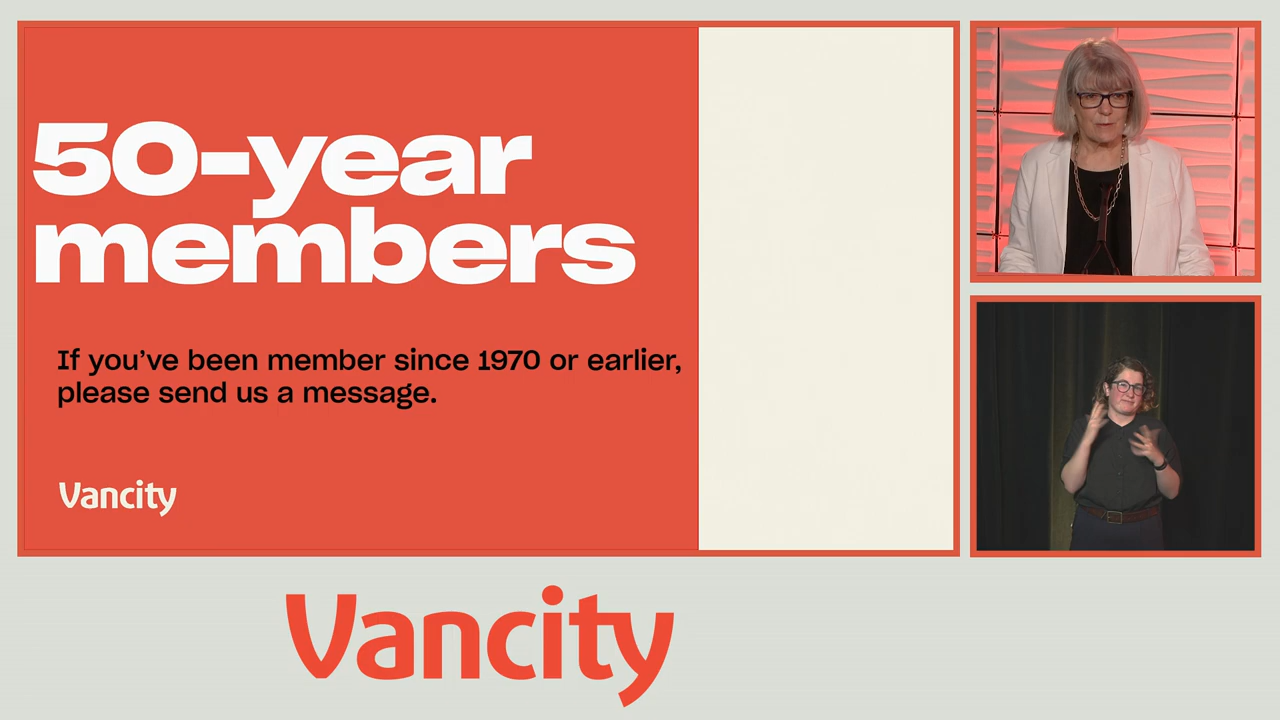 50-year
members
If you've been member since 1970 or earlier,
please send us a message.
Vancity
Vancity